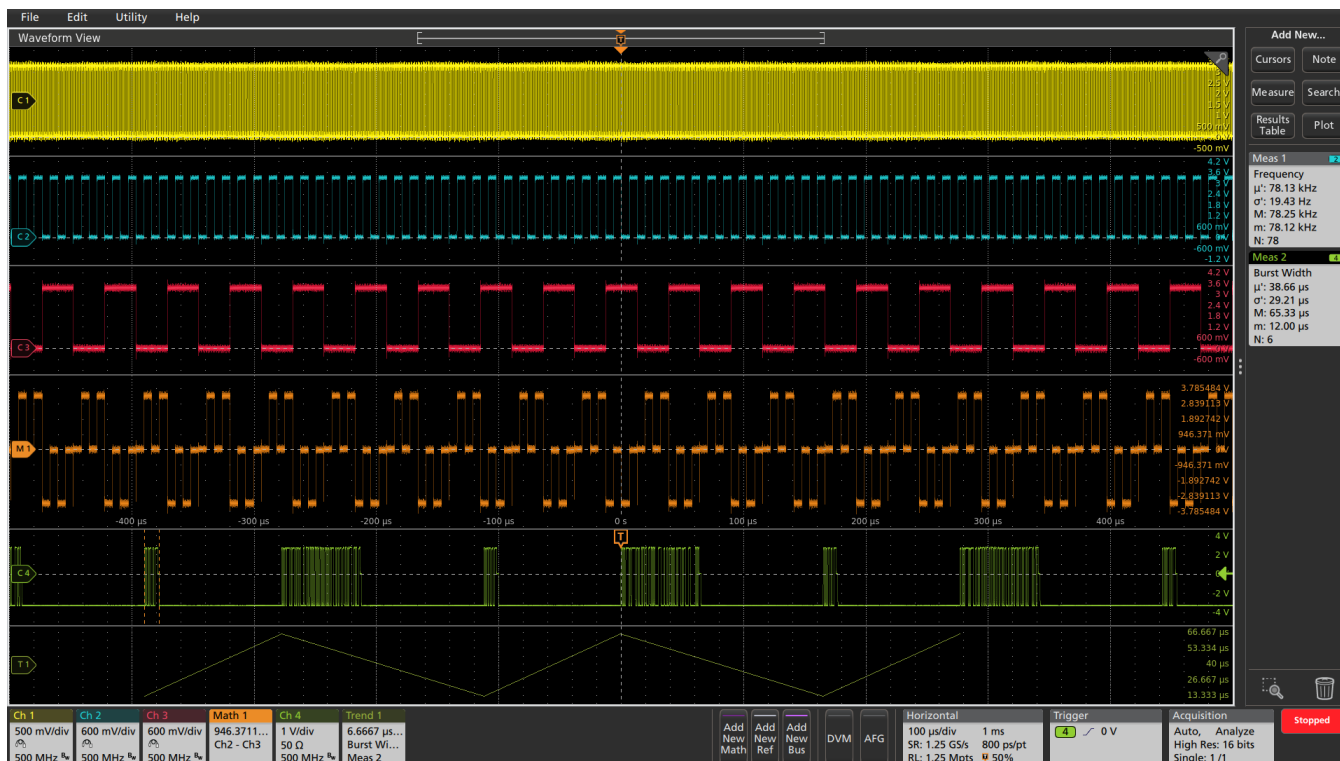 File Edit Utility Help
Waveform View
T
Add New...
Cursors Note
Measure Search
Results Table Plot
C1
2.5 V
2 V
1.5 V
1 V
500 mV
0 V
-500 mV
C2
4.2 V
3.6 V
3 V
2.4 V
1.8 V
1.2 V
600 mV
0 V
-600 mV
-1.2 V
C3
4.2 V
3.6 V
3 V
2.4 V
1.8 V
1.2 V
600 mV
-600 mV
M1
3.785484 V
2.839113 V
1.892742 V
946.371 mV
0 V
-946.371 mV
-1.892742 V
-2.839113 V
-3.785484 V
-400 µs -300 µs -200 µs -100 µs 0 s 100 µs 200 µs 300 µs 400 µs
T
C4
4 V
2 V
-2 V
-4 V
T1
66.667 µs
53.334 µs
40 µs
26.667 µs
13.333 µs
Meas 1 2
Frequency
µ': 78.13 kHz
σ': 19.43 Hz
M: 78.25 kHz
m: 78.12 kHz
N: 78
Meas 2 4
Burst Width
µ': 38.66 µs
σ': 29.21 µs
M: 65.33 µs
m: 12.00 µs
N: 6
Ch 1
500 mV/div
500 MHz Bw
Ch 2
600 mV/div
500 MHz Bw
Ch 3
600 mV/div
500 MHz Bw
Math 1
946.3711...
Ch2 - Ch3
Ch 4
1 V/div
50 Ω
500 MHz Bw
Trend 1
6.6667 µs...
Burst Wi...
Meas 2
Add New Math
Add New Ref
Add New Bus
DVM
AFG
Horizontal
100 µs/div 1 ms
SR: 1.25 GS/s 800 ps/pt
RL: 1.25 Mpts 50%
Trigger
4 0 V
Acquisition
Auto, Analyze
High Res: 16 bits
Single: 1 /1
Stopped